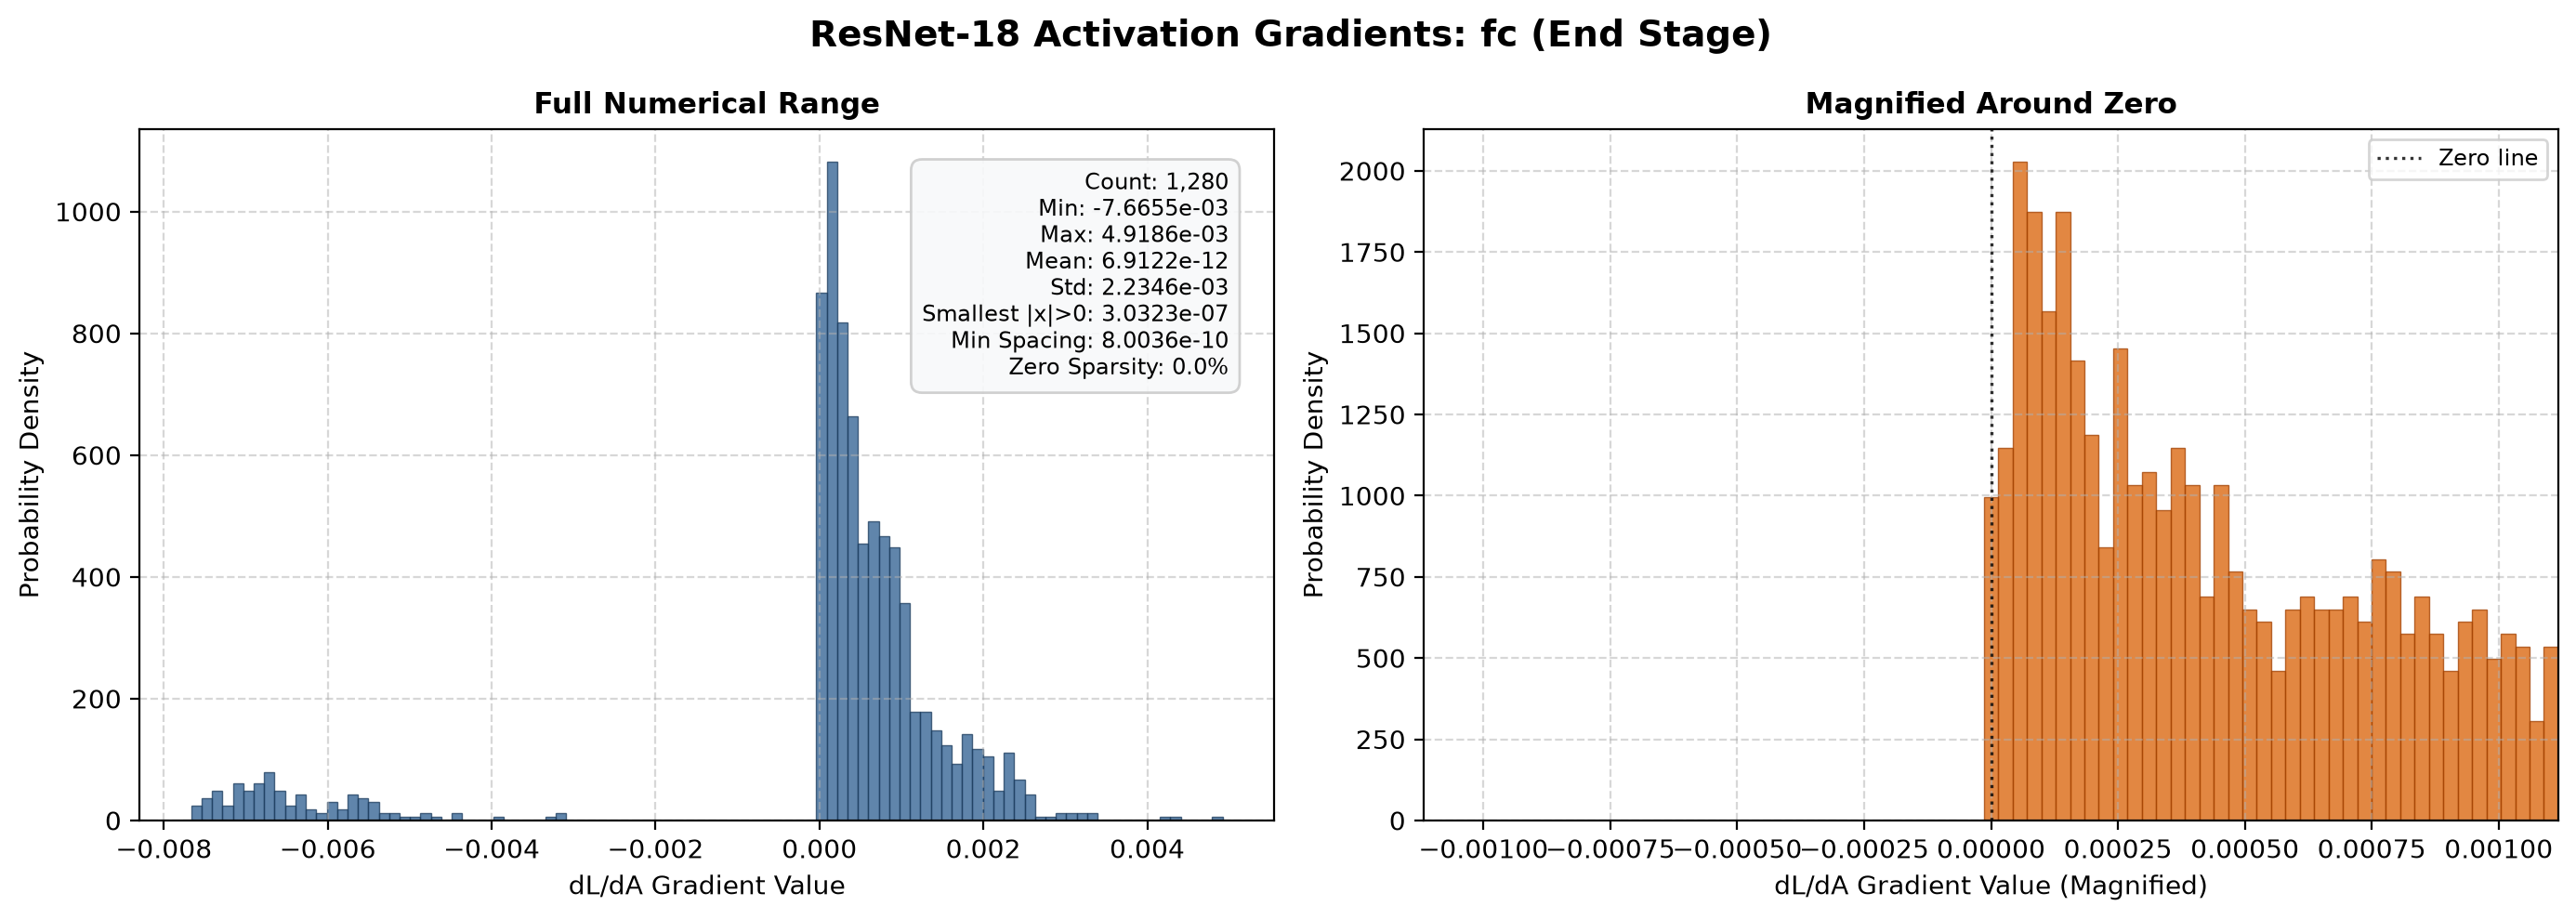 ResNet-18 Activation Gradients: fc (End Stage)
Full Numerical Range
Probability Density
1000
800
600
400
200
0
Count: 1,280
Min: -7.6655e-03
Max: 4.9186e-03
Mean: 6.9122e-12
Std: 2.2346e-03
Smallest |x|>0: 3.0323e-07
Min Spacing: 8.0036e-10
Zero Sparsity: 0.0%
−0.008 −0.006 −0.004 −0.002 0.000 0.002 0.004
dL/dA Gradient Value
Magnified Around Zero
Probability Density
2000
1750
1500
1250
1000
750
500
250
0
Zero line
−0.00100 −0.00075 −0.00050 −0.00025 0.00000 0.00025 0.00050 0.00075 0.00100
dL/dA Gradient Value (Magnified)